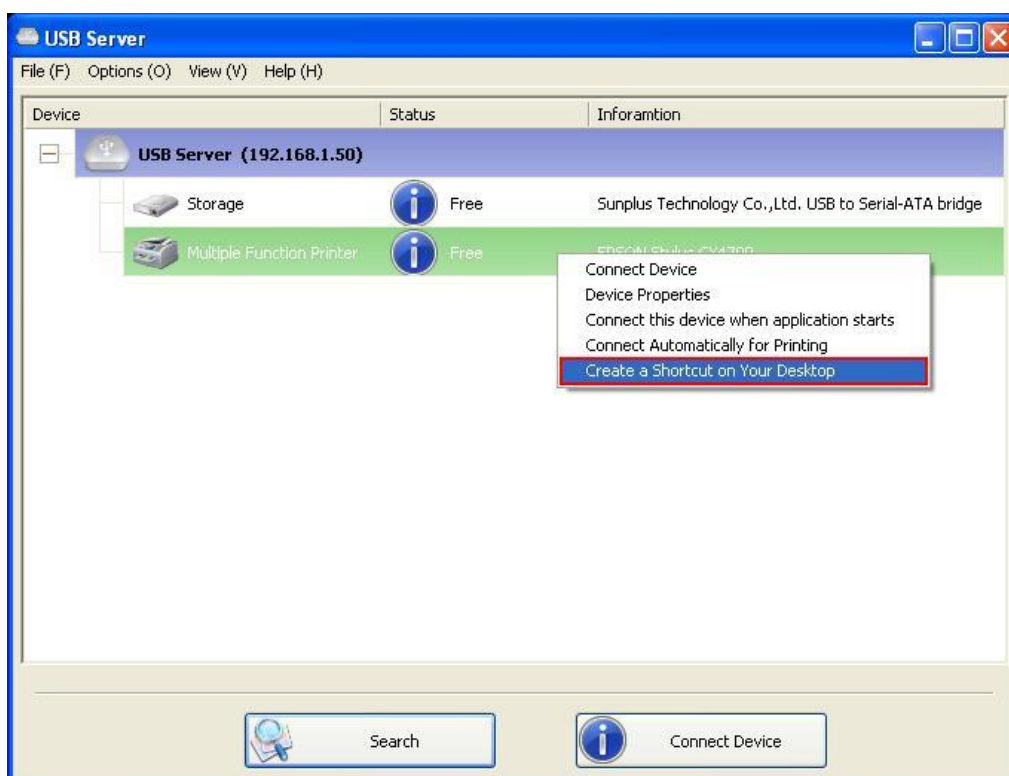 USB Server
File (F) Options (O) View (V) Help (H)
Device Status Inforamtion
USB Server (192.168.1.50)
Storage Free Sunplus Technology Co.,Ltd. USB to Serial-ATA bridge
Multiple Function Printer Free EPSON Stylus
Connect Device
Device Properties
Connect this device when application starts
Connect Automatically for Printing
Create a Shortcut on Your Desktop
Search Connect Device